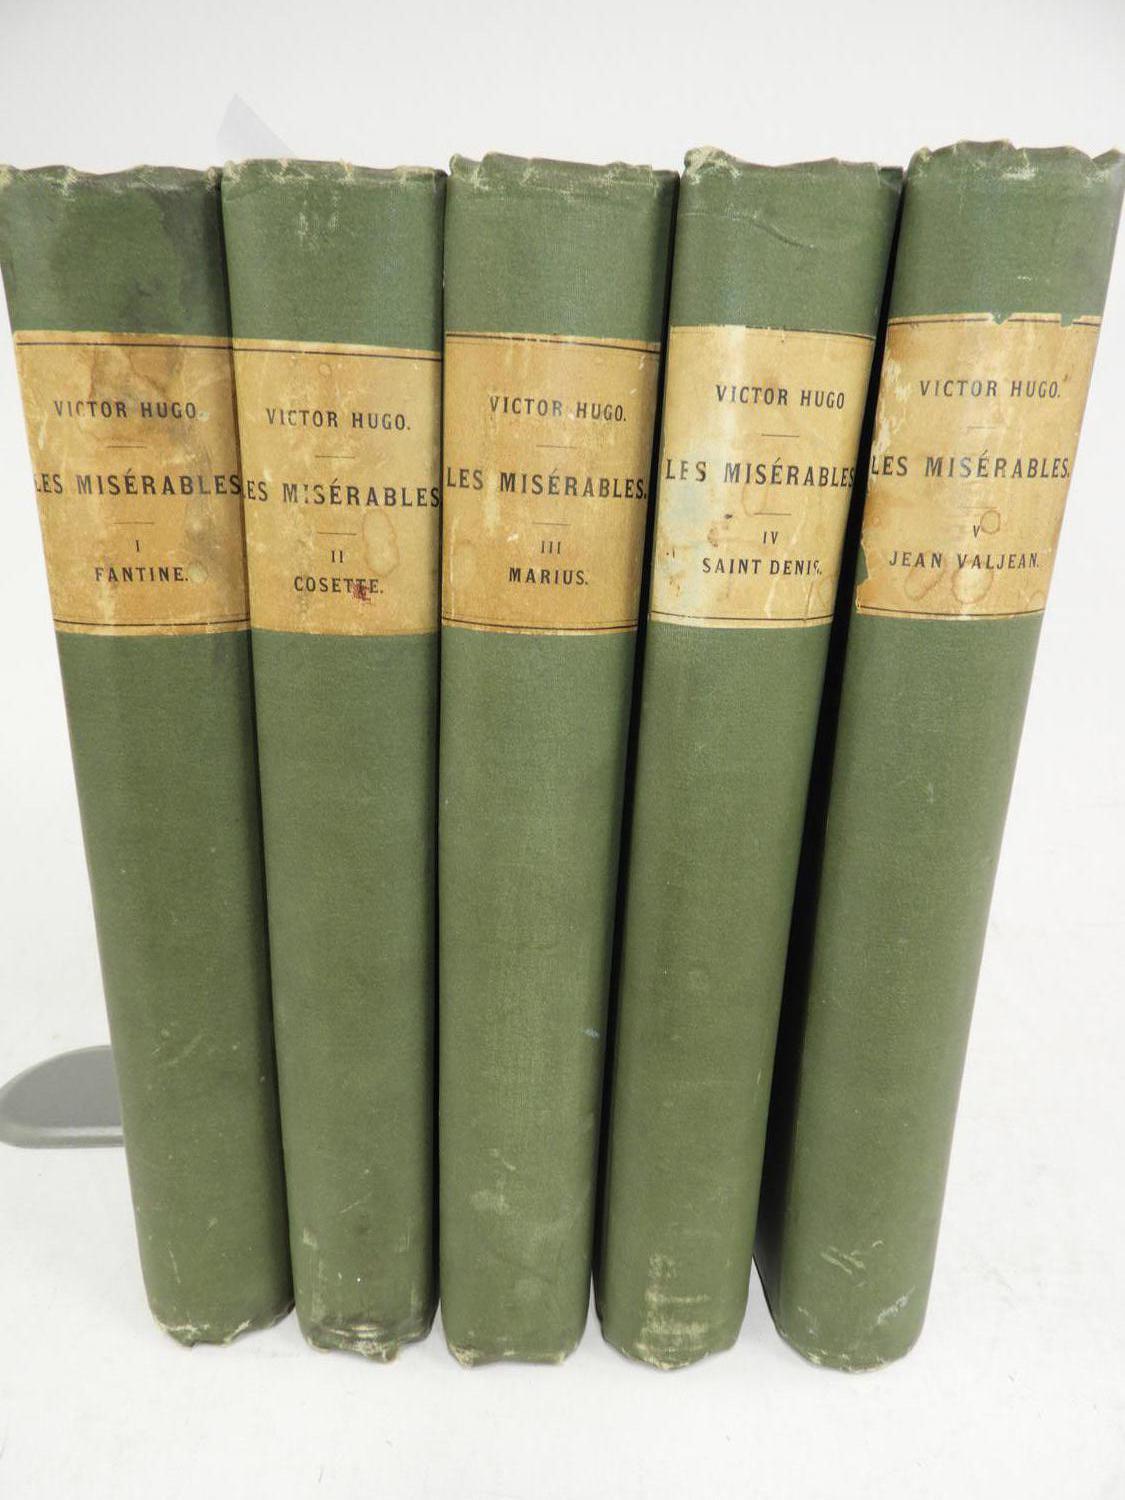 VICTOR HUGO.
LES MISÉRABLES
I
FANTINE.
VICTOR HUGO.
LES MISÉRABLES
II
COSETTE.
VICTOR HUGO.
LES MISÉRABLES.
III
MARIUS.
VICTOR HUGO
LES MISÉRABLES
IV
SAINT DENIS.
VICTOR HUGO.
LES MISÉRABLES.
V
JEAN VALJEAN.